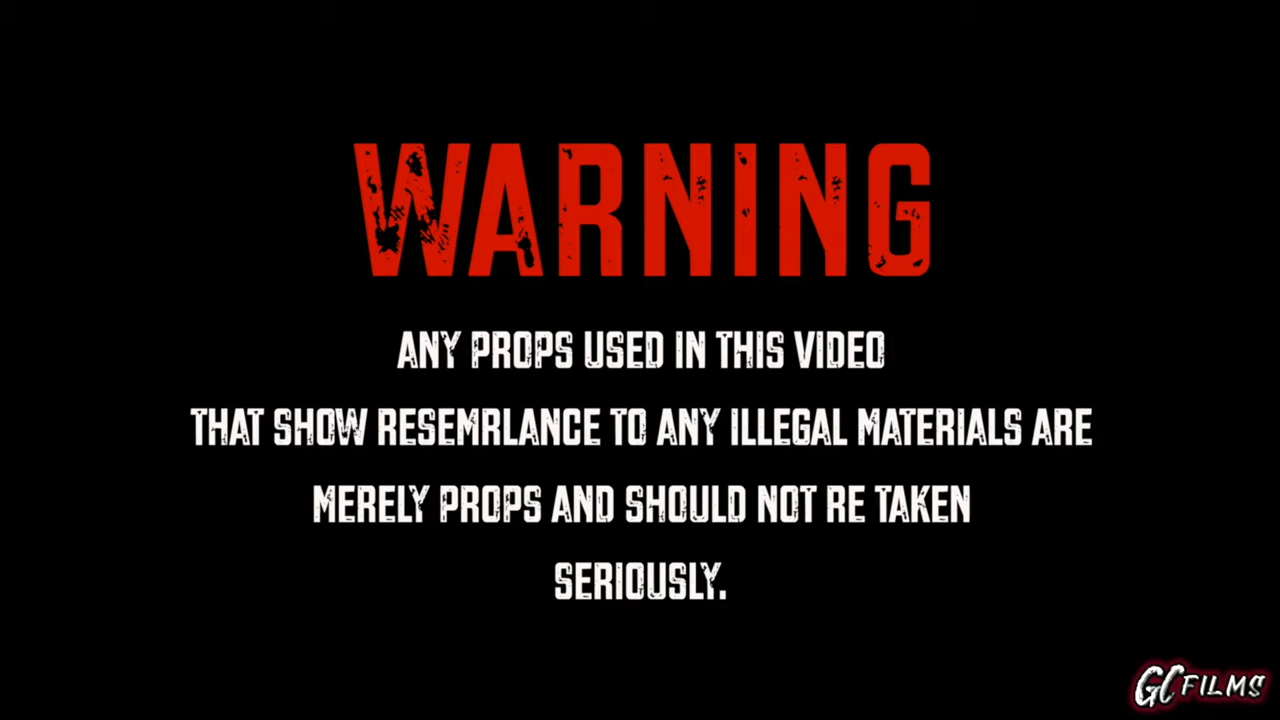 WARNING
ANY PROPS USED IN THIS VIDEO
THAT SHOW RESEMRLANCE TO ANY ILLEGAL MATERIALS ARE
MERELY PROPS AND SHOULD NOT RE TAKEN
SERIOUSLY.
GC FILMS